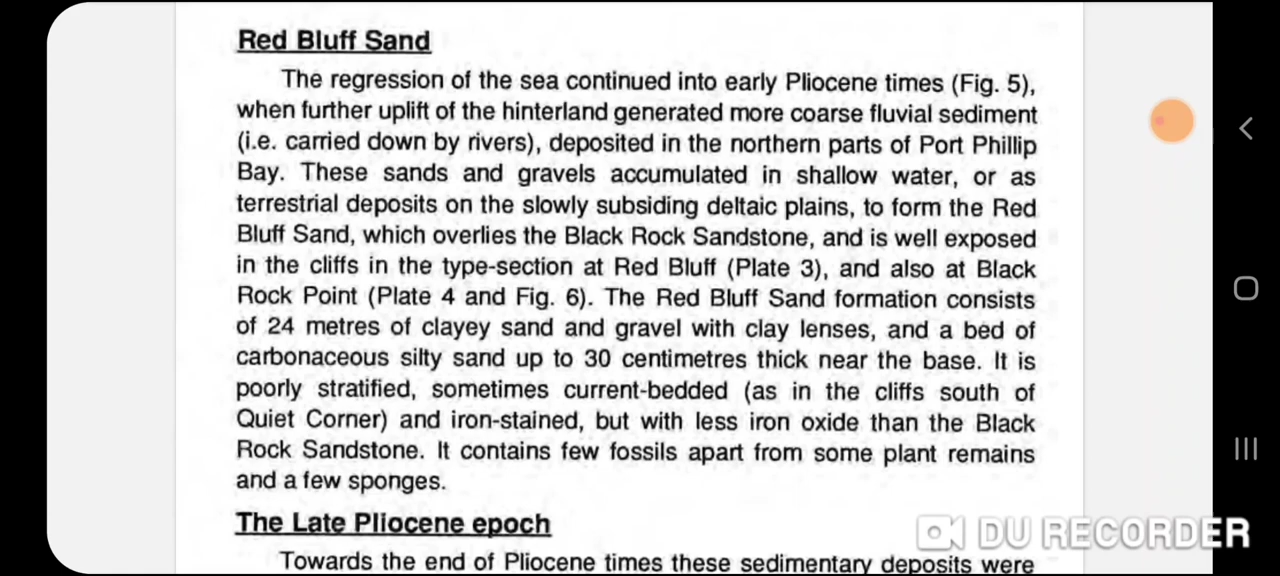 Red Bluff Sand
The regression of the sea continued into early Pliocene times (Fig. 5),
when further uplift of the hinterland generated more coarse fluvial sediment
(i.e. carried down by rivers), deposited in the northern parts of Port Phillip
Bay. These sands and gravels accumulated in shallow water, or as
terrestrial deposits on the slowly subsiding deltaic plains, to form the Red
Bluff Sand, which overlies the Black Rock Sandstone, and is well exposed
in the cliffs in the type-section at Red Bluff (Plate 3), and also at Black
Rock Point (Plate 4 and Fig. 6). The Red Bluff Sand formation consists
of 24 metres of clayey sand and gravel with clay lenses, and a bed of
carbonaceous silty sand up to 30 centimetres thick near the base. It is
poorly stratified, sometimes current-bedded (as in the cliffs south of
Quiet Corner) and iron-stained, but with less iron oxide than the Black
Rock Sandstone. It contains few fossils apart from some plant remains
and a few sponges.
The Late Pliocene epoch
DU RECORDER
Towards the end of Pliocene times these sedimentary deposits were